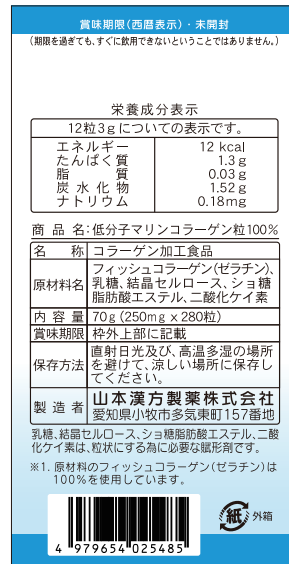 賞味期限(西暦表示)・未開封
(期限を過ぎても、すぐに飲用できないということではありません。)
栄養成分表示
12粒3gについての表示です。
エネルギー 12 kcal
たんぱく質 1.3g
脂質 0.03g
炭水化物 1.52g
ナトリウム 0.18mg
商品名:低分子マリンコラーゲン粒100%
名称 コラーゲン加工食品
原材料名 フィッシュコラーゲン(ゼラチン)、
乳糖、結晶セルロース、ショ糖
脂肪酸エステル、二酸化ケイ素
内容量 70g(250mg×280粒)
賞味期限 枠外上部に記載
保存方法 直射日光及び、高温多湿の場所
を避けて、涼しい場所に保存し
てください。
製造者 山本漢方製薬株式会社
愛知県小牧市多気東町157番地
乳糖、結晶セルロース、ショ糖脂肪酸エステル、二酸
化ケイ素は、粒状にする為に必要な賦形剤です。
※1. 原材料のフィッシュコラーゲン(ゼラチン)は
100%を使用しています。
紙 外箱
4 979654 025485